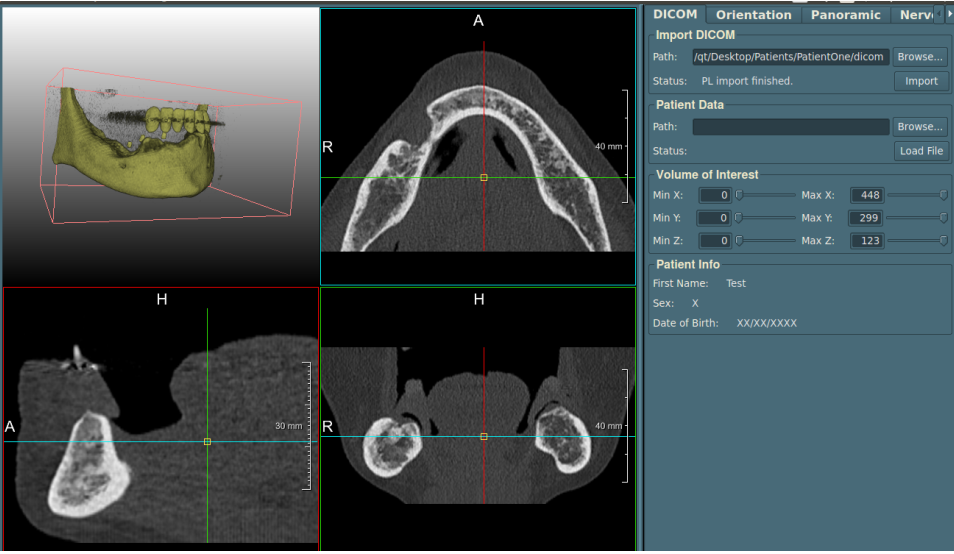 A
R
40 mm
H
A
30 mm
H
R
40 mm
DICOM Orientation Panoramic Nerv
Import DICOM
Path: /qt/Desktop/Patients/PatientOne/dicom Browse...
Status: PL import finished. Import
Patient Data
Path: Browse...
Status: Load File
Volume of Interest
Min X: 0 Max X: 448
Min Y: 0 Max Y: 299
Min Z: 0 Max Z: 123
Patient Info
First Name: Test
Sex: X
Date of Birth: XX/XX/XXXX